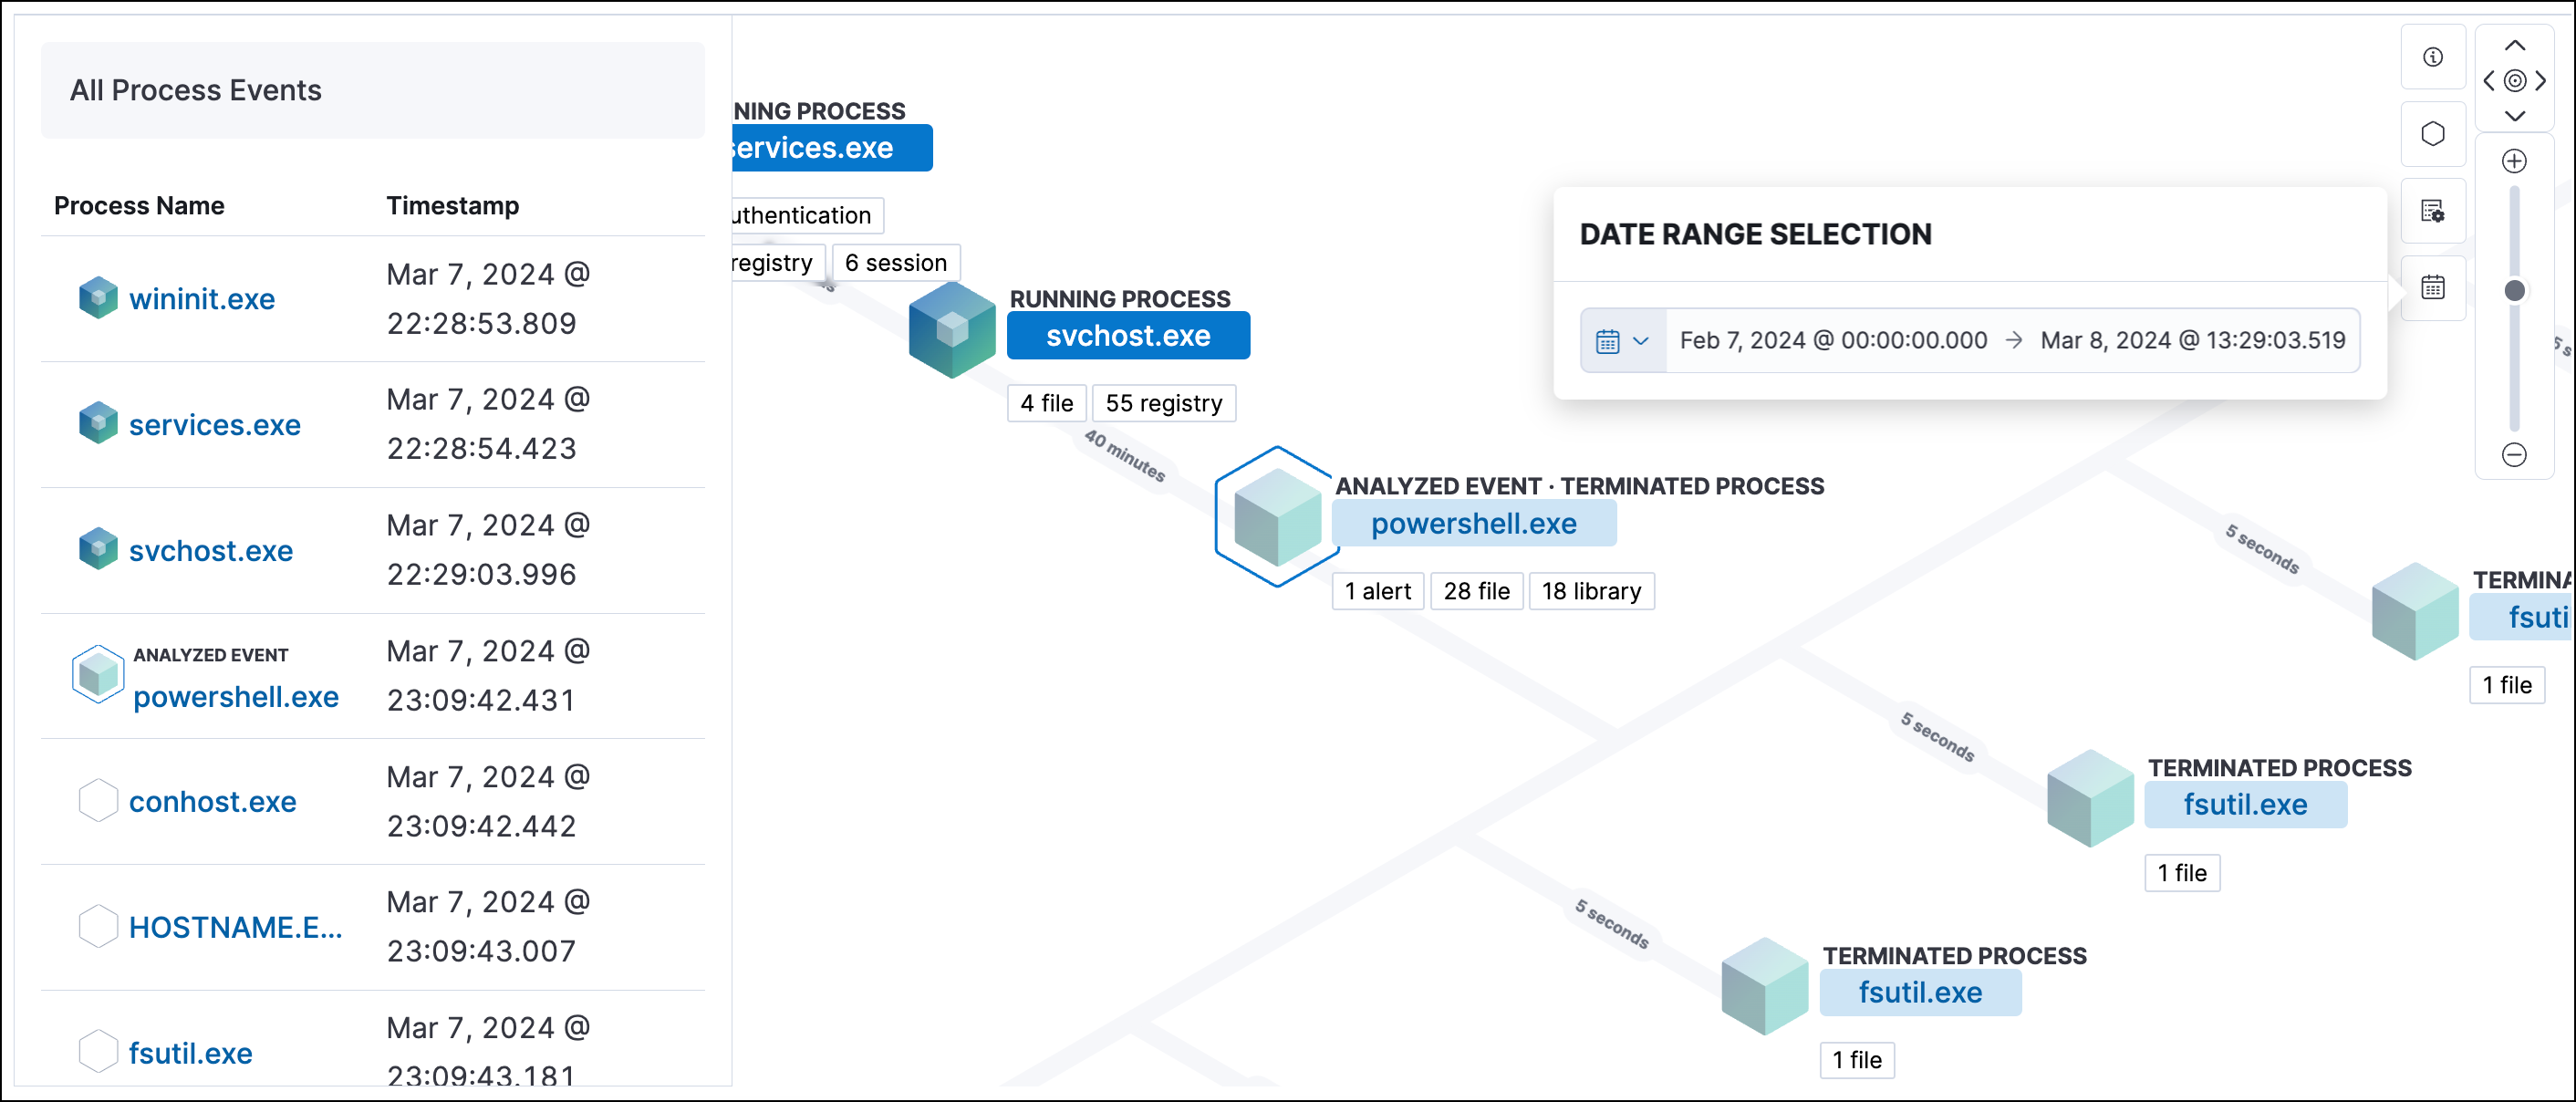 All Process Events
Process Name
Timestamp
wininit.exe
Mar 7, 2024 @
22:28:53.809
services.exe
Mar 7, 2024 @
22:28:54.423
svchost.exe
Mar 7, 2024 @
22:29:03.996
ANALYZED EVENT
powershell.exe
Mar 7, 2024 @
23:09:42.431
conhost.exe
Mar 7, 2024 @
23:09:42.442
HOSTNAME.E...
Mar 7, 2024 @
23:09:43.007
fsutil.exe
Mar 7, 2024 @
23:09:43.181
NING PROCESS
services.exe
uthentication
registry
6 session
RUNNING PROCESS
svchost.exe
4 file
55 registry
40 minutes
ANALYZED EVENT · TERMINATED PROCESS
powershell.exe
1 alert
28 file
18 library
DATE RANGE SELECTION
Feb 7, 2024 @ 00:00:00.000 → Mar 8, 2024 @ 13:29:03.519
5 seconds
TERMINA
fsuti
1 file
5 seconds
TERMINATED PROCESS
fsutil.exe
1 file
5 seconds
TERMINATED PROCESS
fsutil.exe
1 file